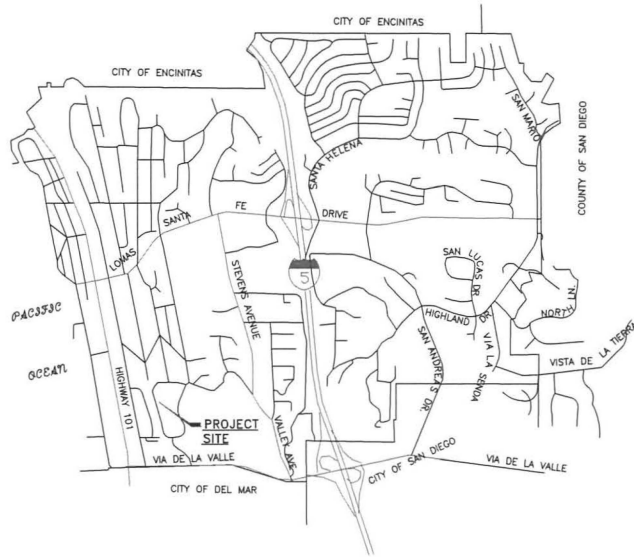 CITY OF ENCINITAS
CITY OF ENCINITAS
SAN MARIO
COUNTY OF SAN DIEGO
SANTA HELENA
LOMAS SANTA FE DRIVE
5
STEVENS AVENUE
SAN LUCAS DR.
PACIFIC
OCEAN
HIGHWAY 101
HIGHLAND DR.
NORTH LN.
SAN ANDREAS DR.
VIA LA SENDA
VISTA DE LA TIERRA
PROJECT
SITE
VALLEY AVE.
VIA DE LA VALLE
CITY OF SAN DIEGO
VIA DE LA VALLE
CITY OF DEL MAR